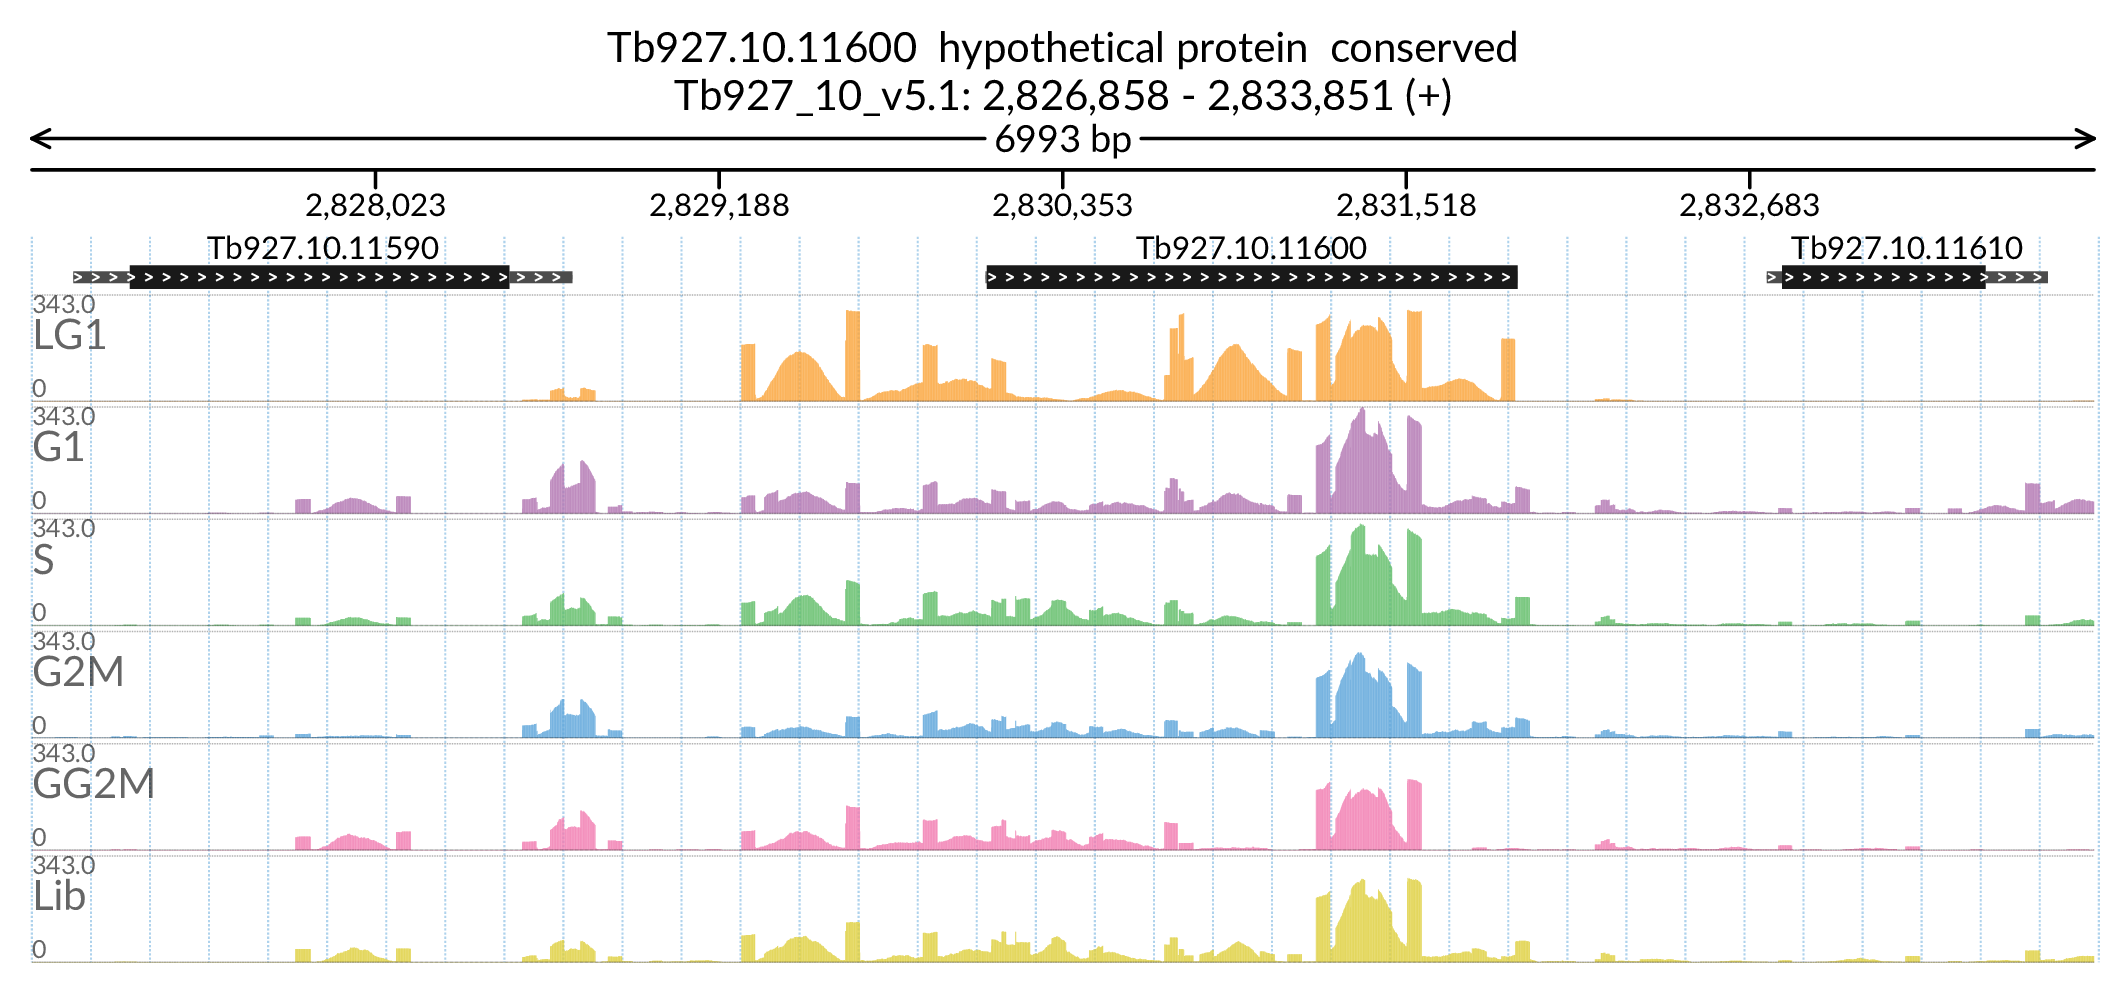 Tb927.10.11600 hypothetical protein conserved
Tb927_10_v5.1: 2,826,858 - 2,833,851 (+)
6993 bp
2,828,023 2,829,188 2,830,353 2,831,518 2,832,683
Tb927.10.11590 Tb927.10.11600 Tb927.10.11610
343.0
LG1
0
343.0
G1
0
343.0
S
0
343.0
G2M
0
343.0
GG2M
0
343.0
Lib
0